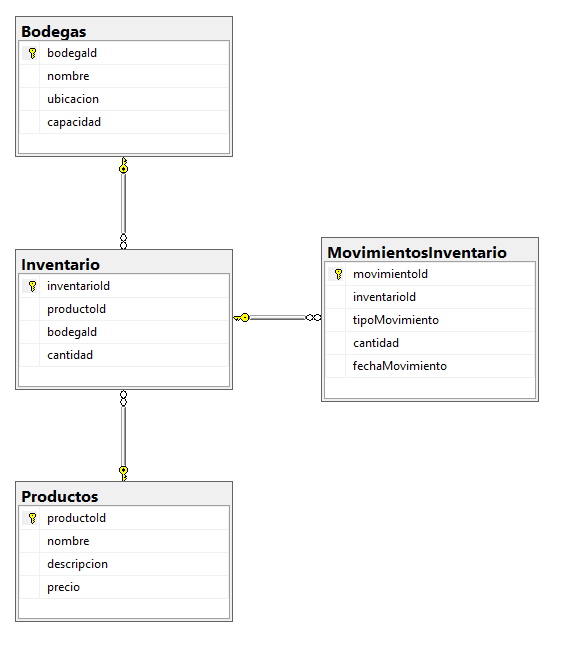 Bodegas
bodegaId
nombre
ubicacion
capacidad
Inventario
inventarioId
productoId
bodegaId
cantidad
MovimientosInventario
movimientoId
inventarioId
tipoMovimiento
cantidad
fechaMovimiento
Productos
productoId
nombre
descripcion
precio